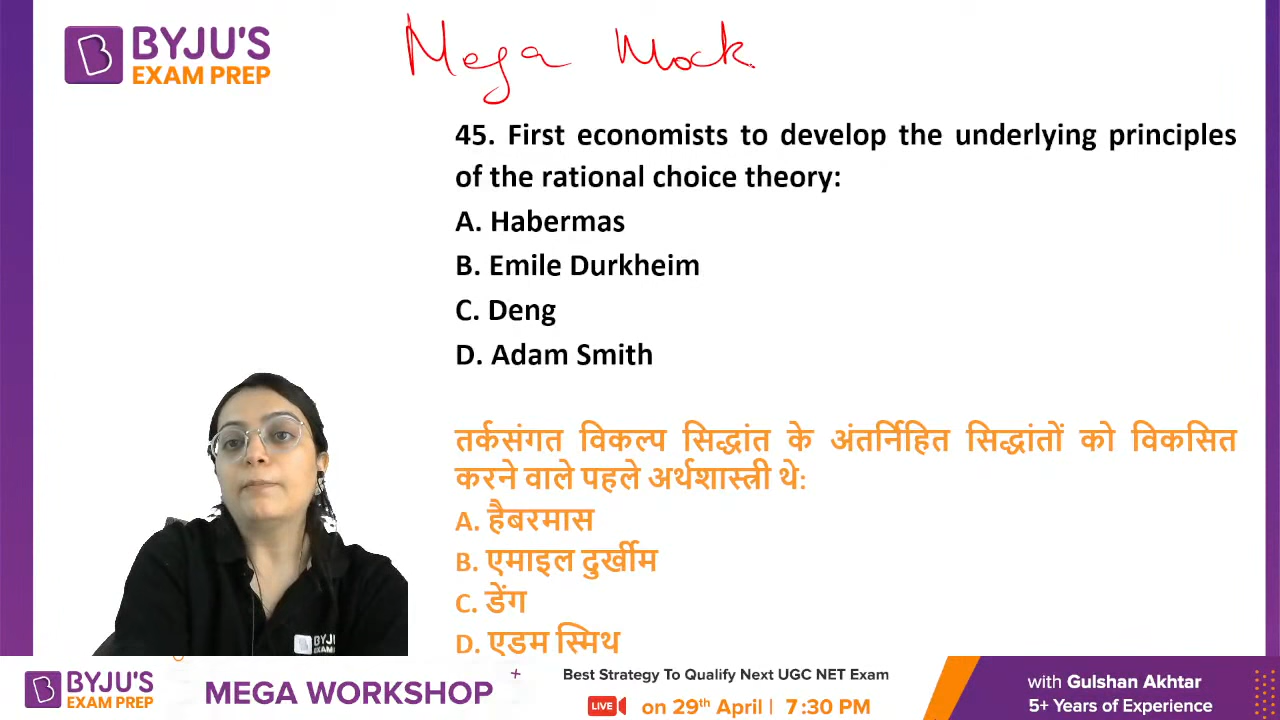 BYJU'S
EXAM PREP
Mega Mock
45. First economists to develop the underlying principles
of the rational choice theory:
A. Habermas
B. Emile Durkheim
C. Deng
D. Adam Smith
तर्कसंगत विकल्प सिद्धांत के अंतर्निहित सिद्धांतों को विकसित
करने वाले पहले अर्थशास्त्री थे:
A. हैबरमास
B. एमाइल दुर्खीम
C. डेंग
D. एडम स्मिथ
BYJU'S
EXAM PREP
MEGA WORKSHOP
Best Strategy To Qualify Next UGC NET Exam
LIVE on 29th April | 7:30 PM
with Gulshan Akhtar
5+ Years of Experience